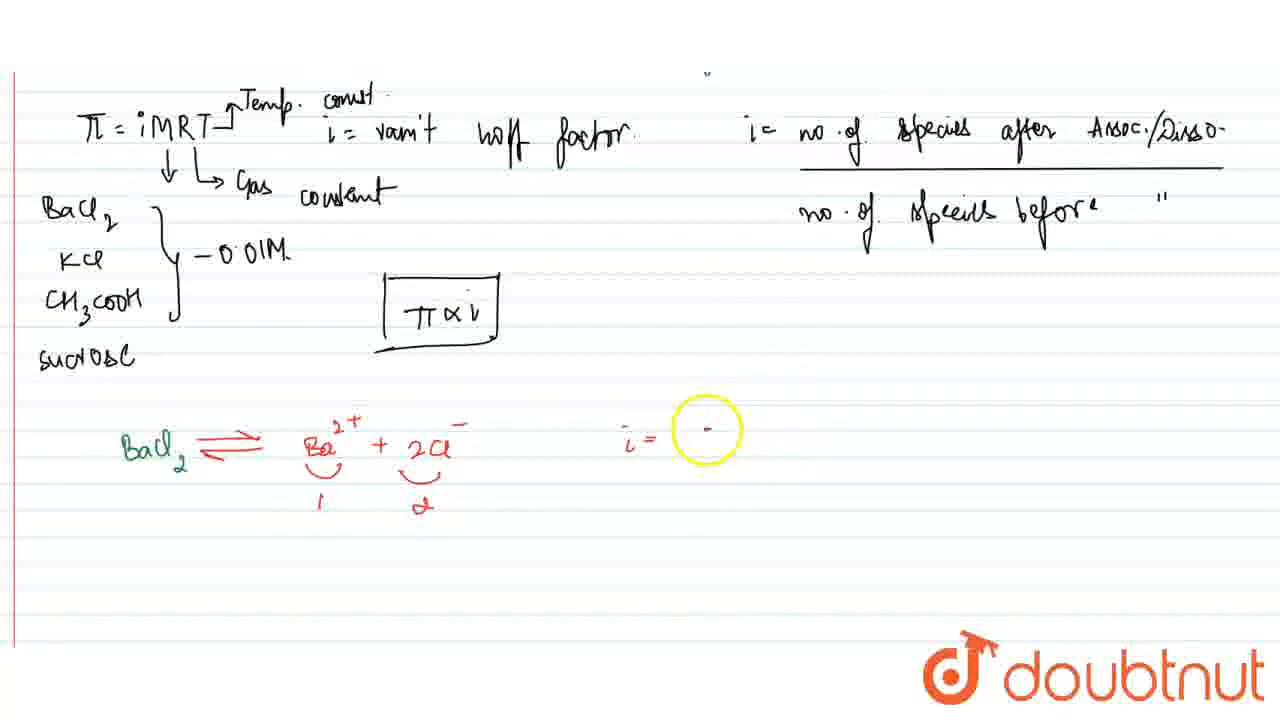 Temp. const.
π = iMRT i = van't hoff factor.
Gas constant
i = no. of species after Assoc./Disso.
no. of species before "
BaCl2
KCl
CH3COOH
sucrose
- 0.01M.
π ∝ i
BaCl2 ⇌ Ba2+ + 2Cl-
1 2
i =
doubtnut